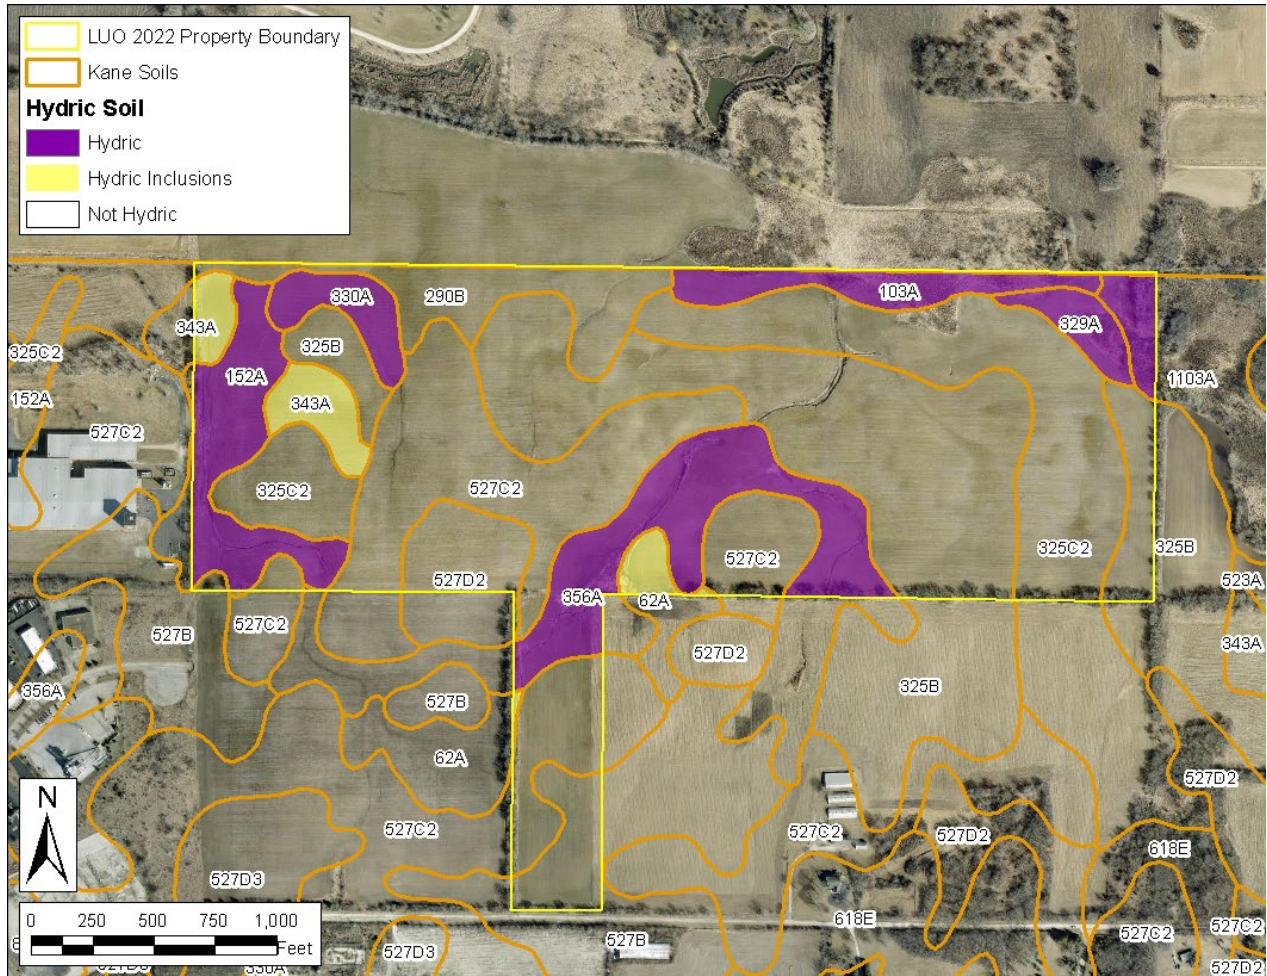 LUO 2022 Property Boundary
Kane Soils
Hydric Soil
Hydric
Hydric Inclusions
Not Hydric
343A
330A
290B
103A
329A
325B
325C2
152A
152A
343A
1103A
527C2
325C2
527C2
527D2
527C2
325C2
325B
523A
356A
62A
527C2
527B
343A
527D2
356A
527B
325B
62A
527D2
N
527C2
527C2
527D2
618E
527D3
0 250 500 750 1,000
Feet
618E
527C2
527C2
527B
527D3
330A
527D2